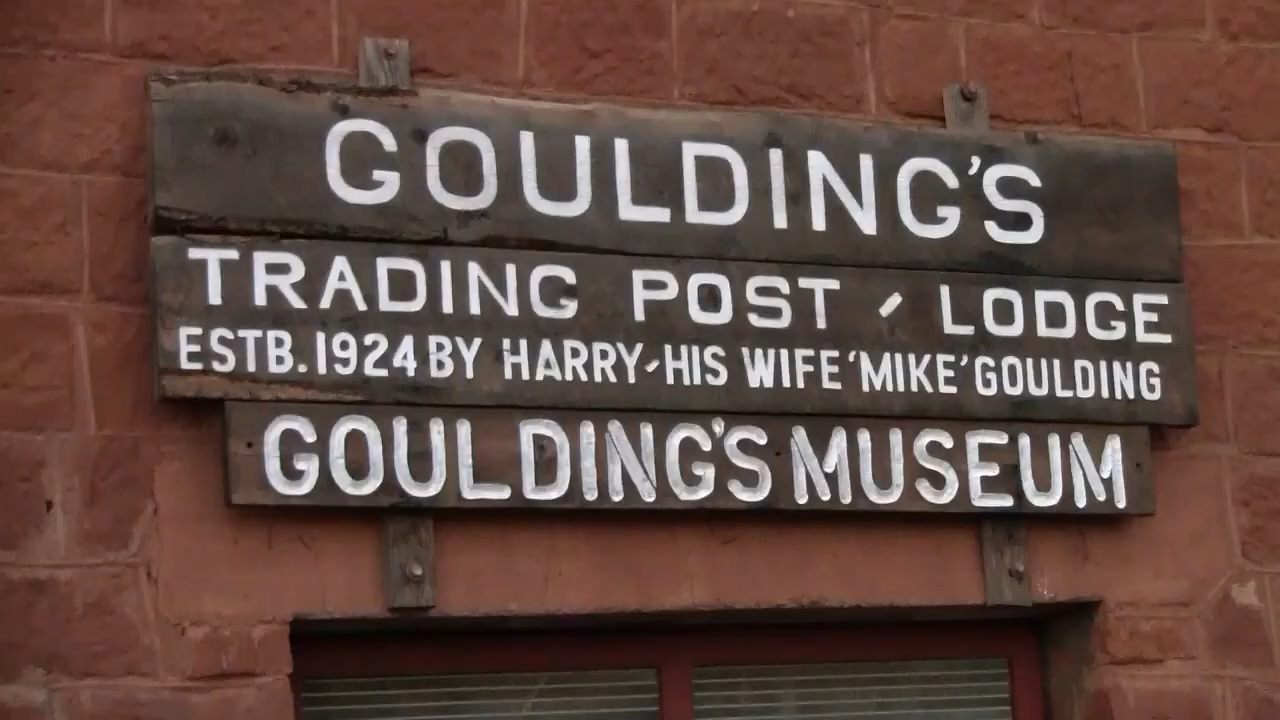 GOULDING'S
TRADING POST - LODGE
ESTB. 1924 BY HARRY-HIS WIFE 'MIKE' GOULDING
GOULDING'S MUSEUM